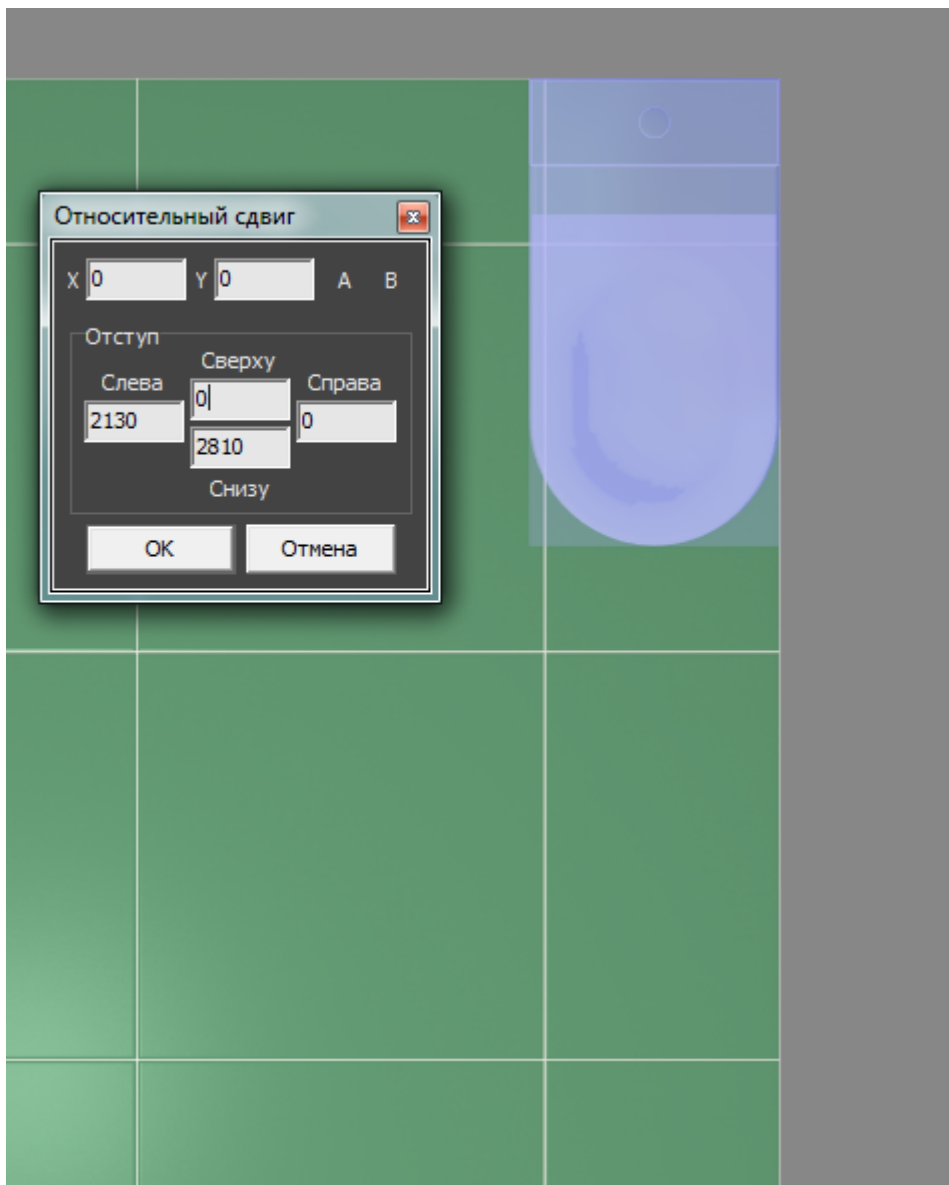 Относительный сдвиг
X 0 Y 0 A B
Отступ
Сверху
Слева 0 Справа
2130 2810 0
Снизу
OK Отмена